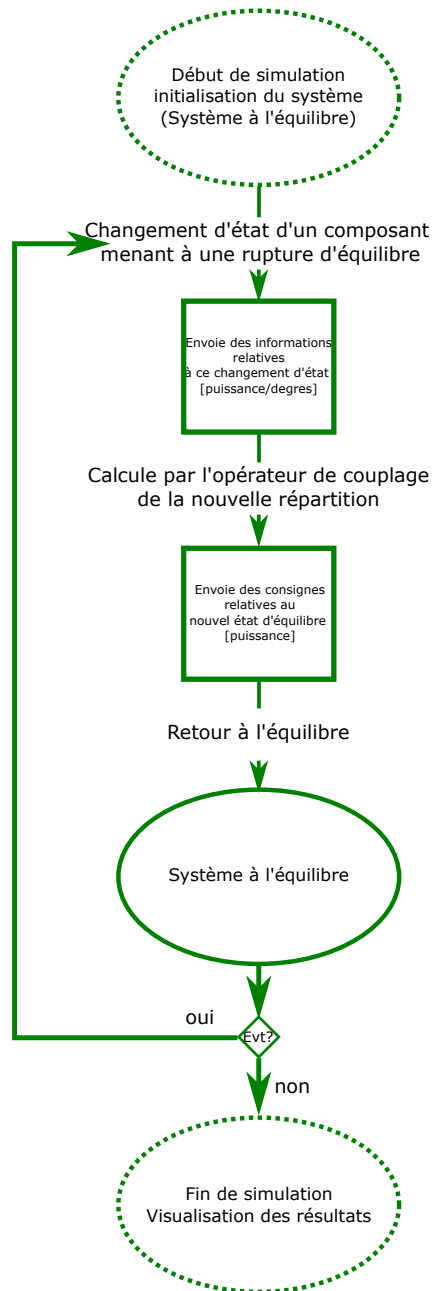 Début de simulation
initialisation du système
(Système à l'équilibre)
Changement d'état d'un composant
menant à une rupture d'équilibre
Envoie des informations
relatives
à ce changement d'état
[puissance/degres]
Calcule par l'opérateur de couplage
de la nouvelle répartition
Envoie des consignes
relatives au
nouvel état d'équilibre
[puissance]
Retour à l'équilibre
Système à l'équilibre
oui
Evt?
non
Fin de simulation
Visualisation des résultats